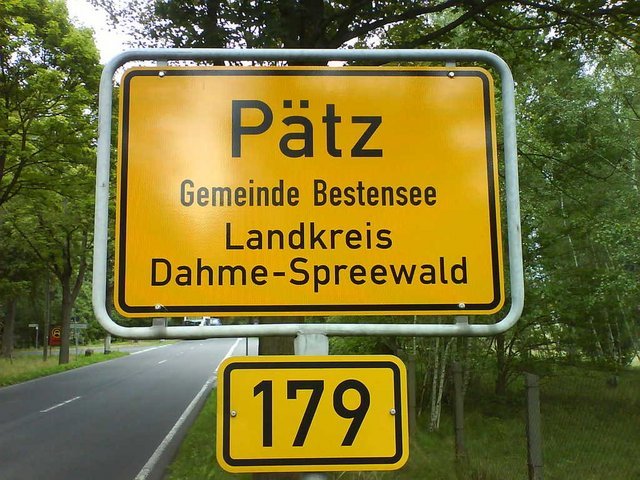 Pätz
Gemeinde Bestensee
Landkreis
Dahme-Spreewald
179